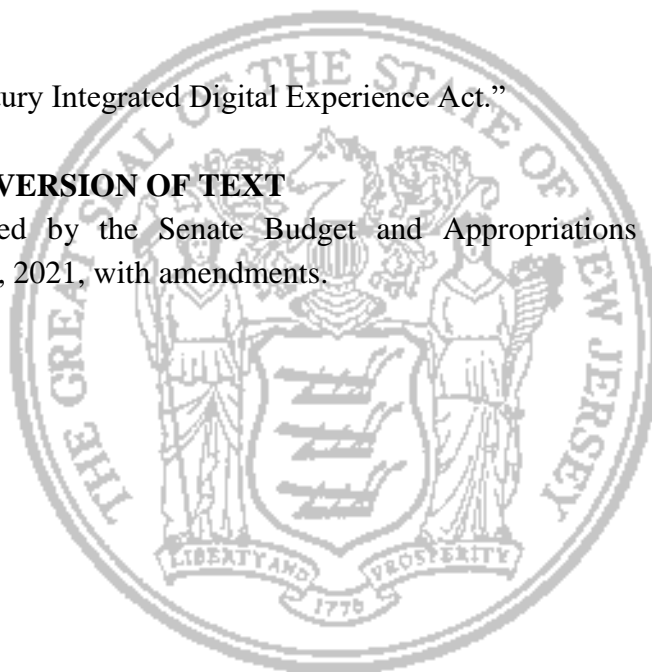 tury Integrated Digital Experience Act.”
VERSION OF TEXT
ed by the Senate Budget and Appropriations
, 2021, with amendments.
THE GREAT SEAL OF THE STATE OF NEW JERSEY
LIBERTY AND PROSPERITY
1776